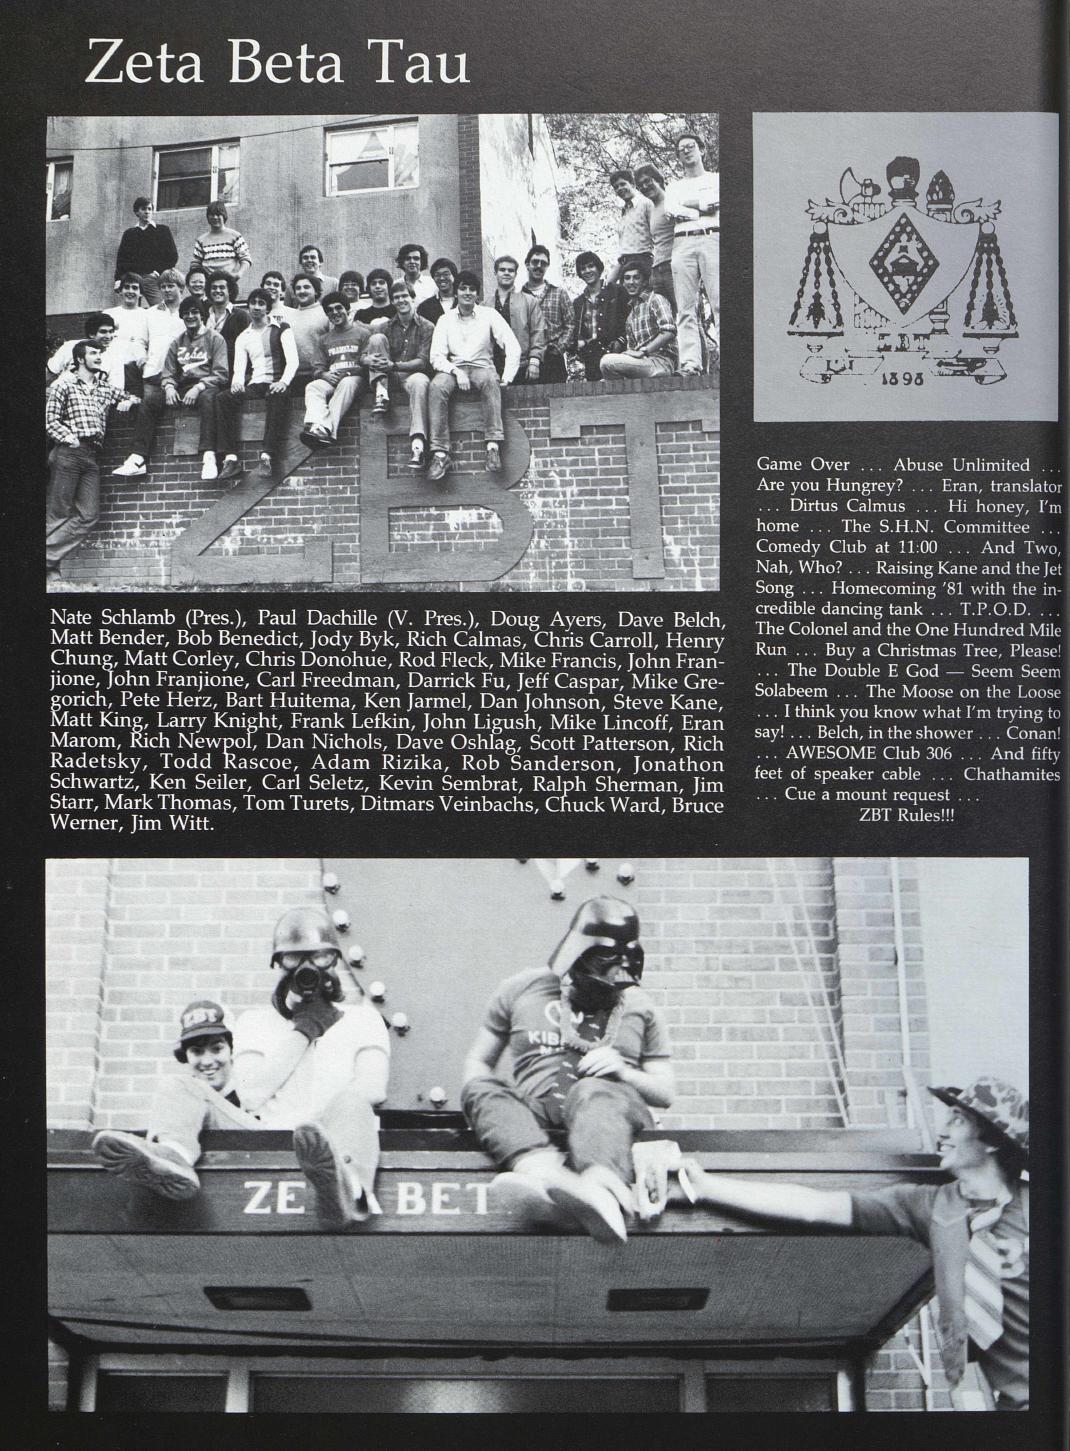 Zeta Beta Tau
ZBT
1898
Nate Schlamb (Pres.), Paul Dachille (V. Pres.), Doug Ayers, Dave Belch,
Matt Bender, Bob Benedict, Jody Byk, Rich Calmas, Chris Carroll, Henry
Chung, Matt Corley, Chris Donohue, Rod Fleck, Mike Francis, John Fran-
jione, John Franjione, Carl Freedman, Darrick Fu, Jeff Caspar, Mike Gre-
gorich, Pete Herz, Bart Huitema, Ken Jarmel, Dan Johnson, Steve Kane,
Matt King, Larry Knight, Frank Lefkin, John Ligush, Mike Lincoff, Eran
Marom, Rich Newpol, Dan Nichols, Dave Oshlag, Scott Patterson, Rich
Radetsky, Todd Rascoe, Adam Rizika, Rob Sanderson, Jonathon
Schwartz, Ken Seiler, Carl Seletz, Kevin Sembrat, Ralph Sherman, Jim
Starr, Mark Thomas, Tom Turets, Ditmars Veinbachs, Chuck Ward, Bruce
Werner, Jim Witt.
Game Over ... Abuse Unlimited ...
Are you Hungrey? ... Eran, translator
... Dirtus Calmus ... Hi honey, I'm
home ... The S.H.N. Committee ...
Comedy Club at 11:00 ... And Two,
Nah, Who? ... Raising Kane and the Jet
Song ... Homecoming '81 with the in-
credible dancing tank ... T.P.O.D. ...
The Colonel and the One Hundred Mile
Run ... Buy a Christmas Tree, Please!
... The Double E God — Seem Seem
Solabeem ... The Moose on the Loose
... I think you know what I'm trying to
say! ... Belch, in the shower ... Conan!
... AWESOME Club 306 ... And fifty
feet of speaker cable ... Chathamites
... Cue a mount request ...
ZBT Rules!!!
ZBT
ZE A BET